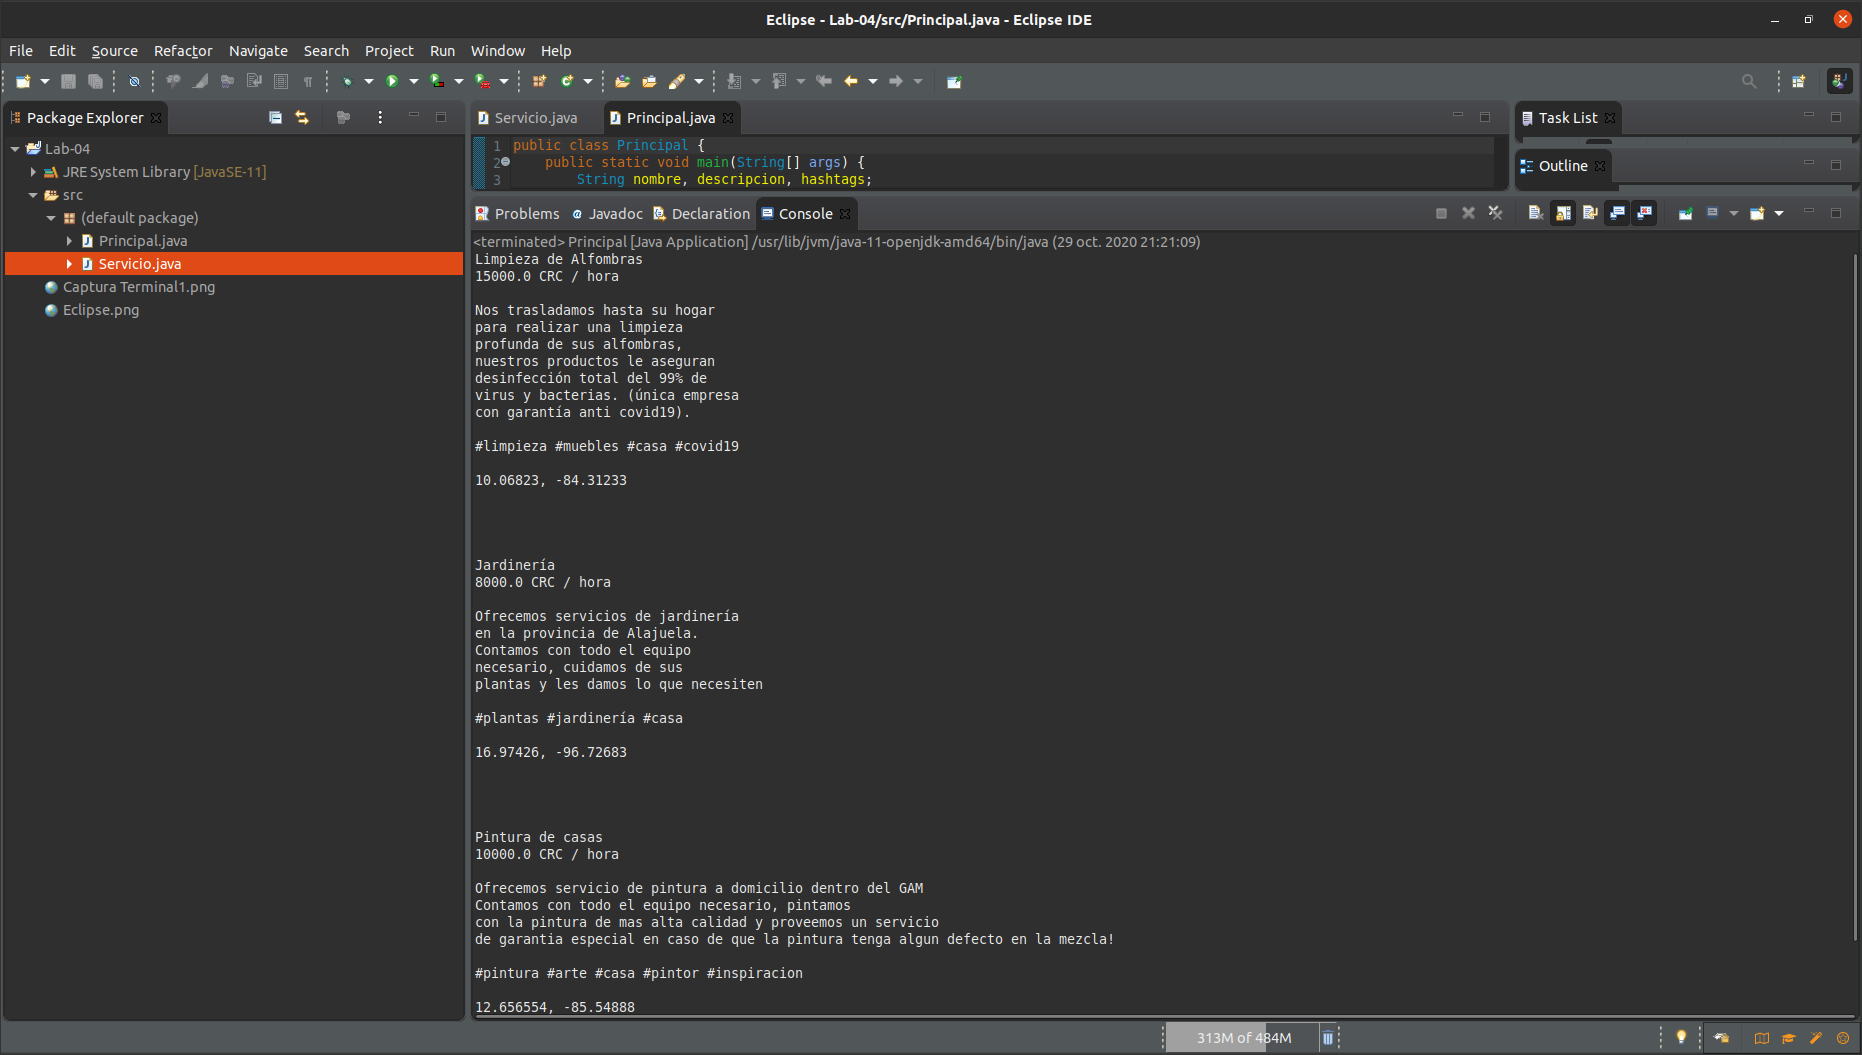 Eclipse - Lab-04/src/Principal.java - Eclipse IDE
File Edit Source Refactor Navigate Search Project Run Window Help
Package Explorer
Lab-04
JRE System Library [JavaSE-11]
src
(default package)
Principal.java
Servicio.java
Captura Terminal1.png
Eclipse.png
Servicio.java Principal.java
1 public class Principal {
2 public static void main(String[] args) {
3 String nombre, descripcion, hashtags;
Task List
Outline
Problems Javadoc Declaration Console
<terminated> Principal [Java Application] /usr/lib/jvm/java-11-openjdk-amd64/bin/java (29 oct. 2020 21:21:09)
Limpieza de Alfombras
15000.0 CRC / hora
Nos trasladamos hasta su hogar
para realizar una limpieza
profunda de sus alfombras,
nuestros productos le aseguran
desinfección total del 99% de
virus y bacterias. (única empresa
con garantía anti covid19).
#limpieza #muebles #casa #covid19
10.06823, -84.31233
Jardinería
8000.0 CRC / hora
Ofrecemos servicios de jardinería
en la provincia de Alajuela.
Contamos con todo el equipo
necesario, cuidamos de sus
plantas y les damos lo que necesiten
#plantas #jardinería #casa
16.97426, -96.72683
Pintura de casas
10000.0 CRC / hora
Ofrecemos servicio de pintura a domicilio dentro del GAM
Contamos con todo el equipo necesario, pintamos
con la pintura de mas alta calidad y proveemos un servicio
de garantia especial en caso de que la pintura tenga algun defecto en la mezcla!
#pintura #arte #casa #pintor #inspiracion
12.656554, -85.54888
313M of 484M